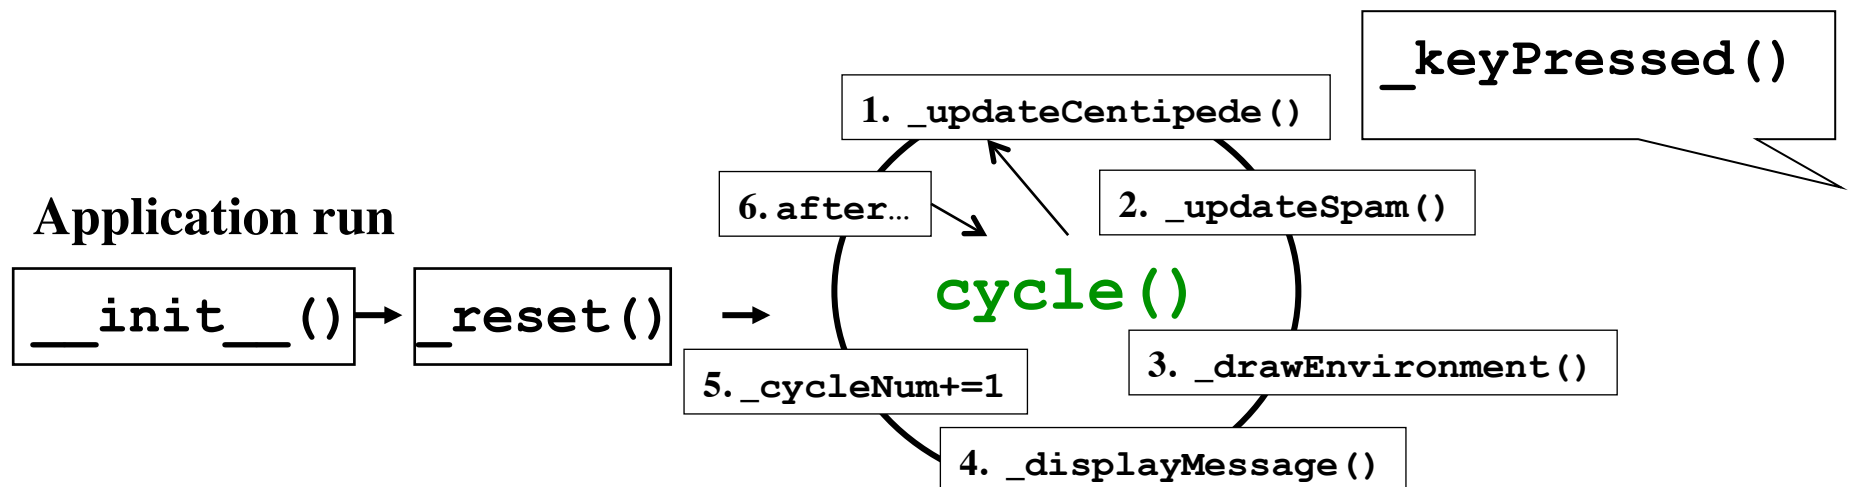 Application run
__init__()
_reset()
cycle()
1. _updateCentipede()
2. _updateSpam()
3. _drawEnvironment()
4. _displayMessage()
5. _cycleNum+=1
6. after…
_keyPressed()